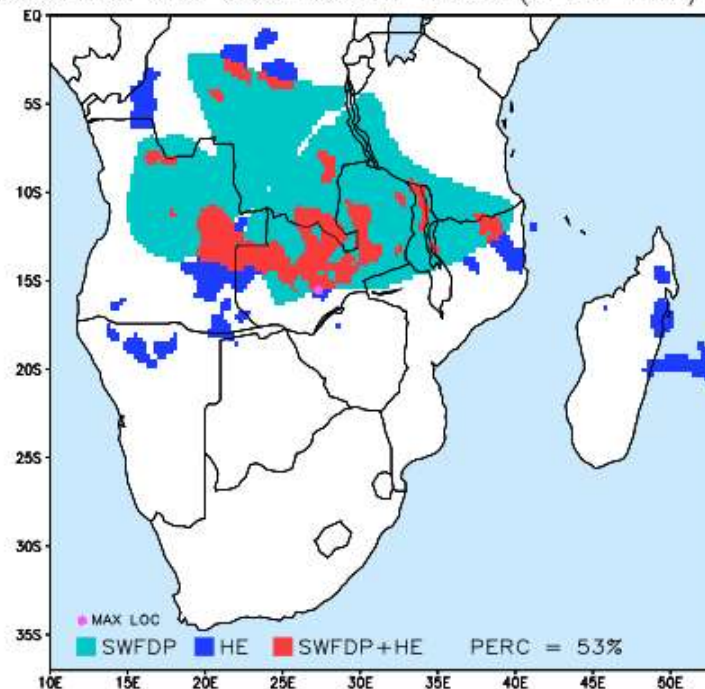 EQ
5S
10S
15S
20S
25S
30S
35S
MAX LOC
SWFDP HE SWFDP+HE PERC = 53%
10E 15E 20E 25E 30E 35E 40E 45E 50E